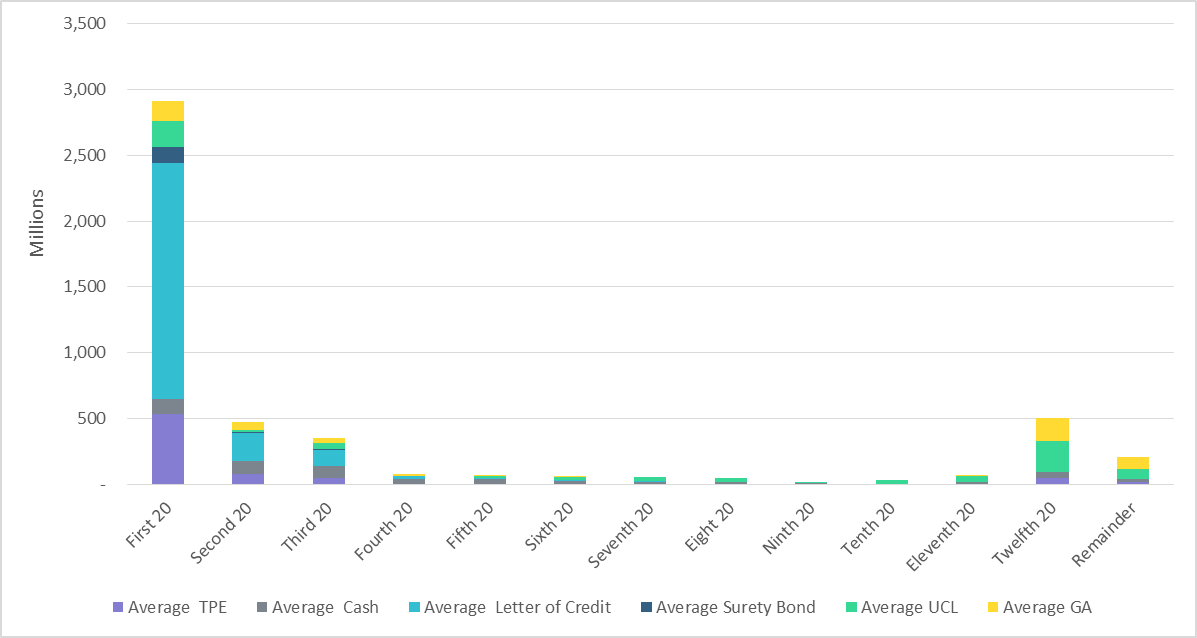 3,500
3,000
2,500
2,000
1,500
1,000
500
-
Millions
First 20
Second 20
Third 20
Fourth 20
Fifth 20
Sixth 20
Seventh 20
Eight 20
Ninth 20
Tenth 20
Eleventh 20
Twelfth 20
Remainder
Average TPE Average Cash Average Letter of Credit Average Surety Bond Average UCL Average GA